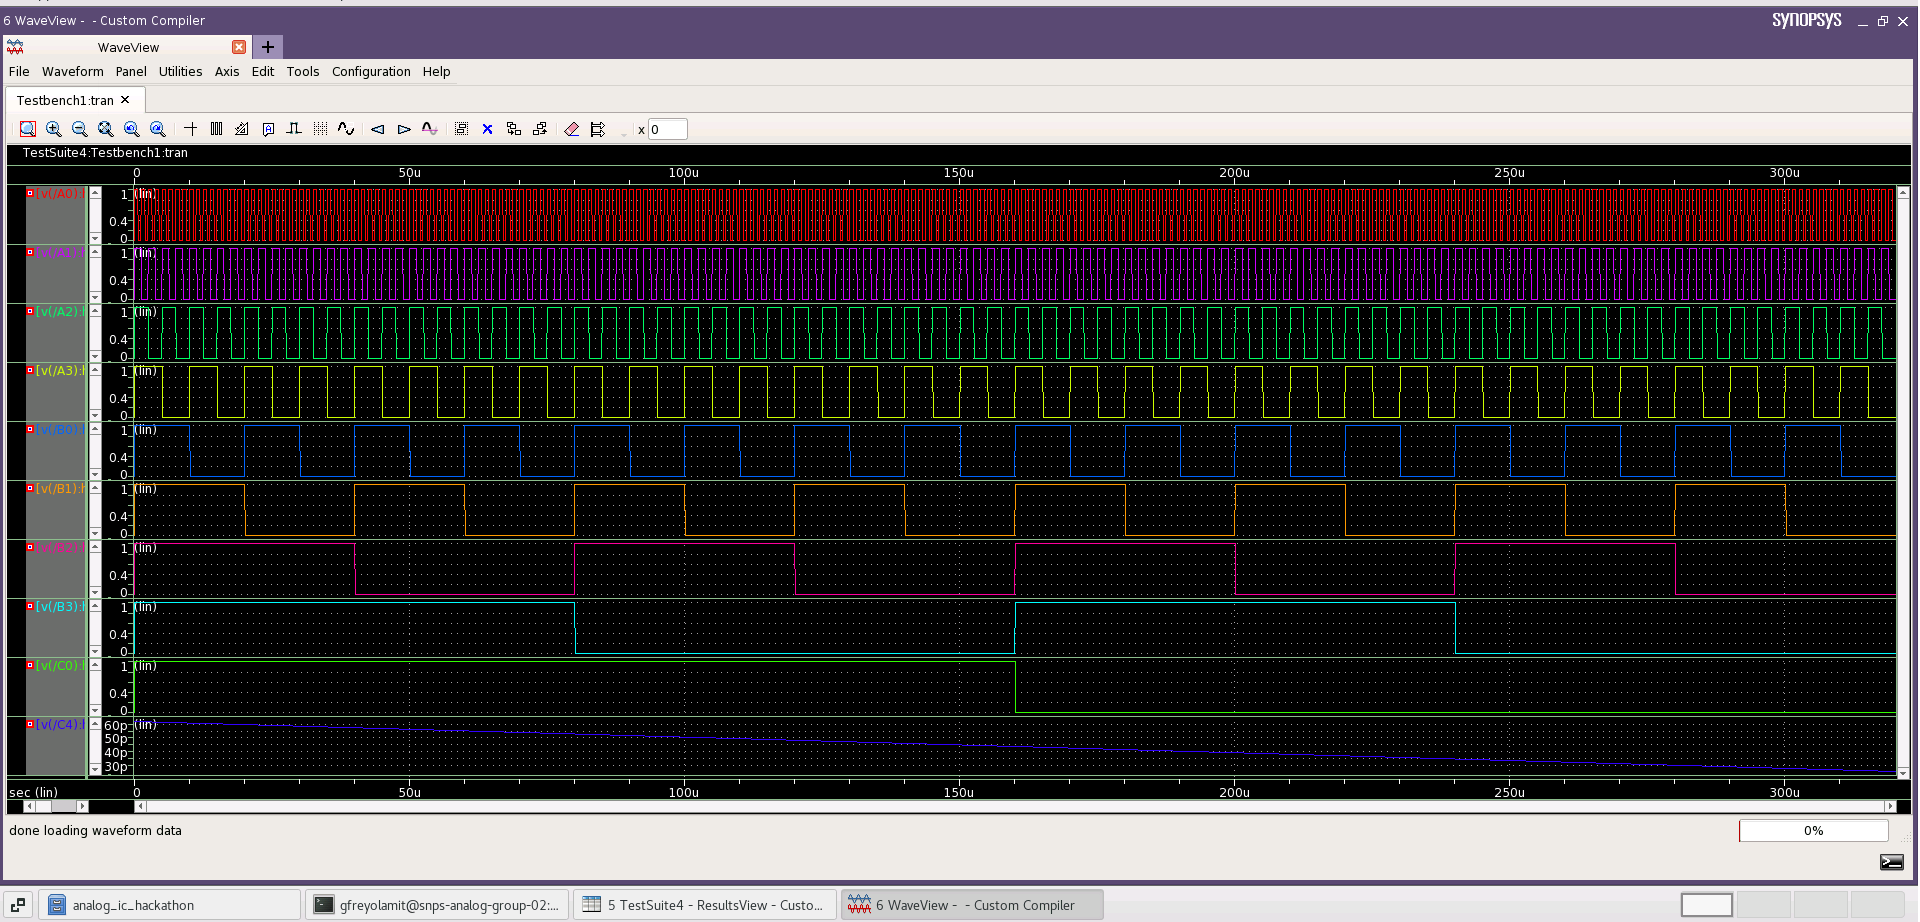 6 WaveView - - Custom Compiler
SYNOPSYS
WaveView
File Waveform Panel Utilities Axis Edit Tools Configuration Help
Testbench1:tran
x 0
TestSuite4:Testbench1:tran
0 50u 100u 150u 200u 250u 300u
[v(/A0):
1 (lin)
0.4
0
[v(/A1):
1 (lin)
0.4
0
[v(/A2):
1 (lin)
0.4
0
[v(/A3):
1 (lin)
0.4
0
[v(/B0):
1 (lin)
0.4
0
[v(/B1):
1 (lin)
0.4
0
[v(/B2):
1 (lin)
0.4
0
[v(/B3):
1 (lin)
0.4
0
[v(/C0):
1 (lin)
0.4
0
[v(/C4):
60p (lin)
50p
40p
30p
sec (lin) 0 50u 100u 150u 200u 250u 300u
done loading waveform data
0%
analog_ic_hackathon
gfreyolamit@snps-analog-group-02:...
5 TestSuite4 - ResultsView - Custo...
6 WaveView - - Custom Compiler